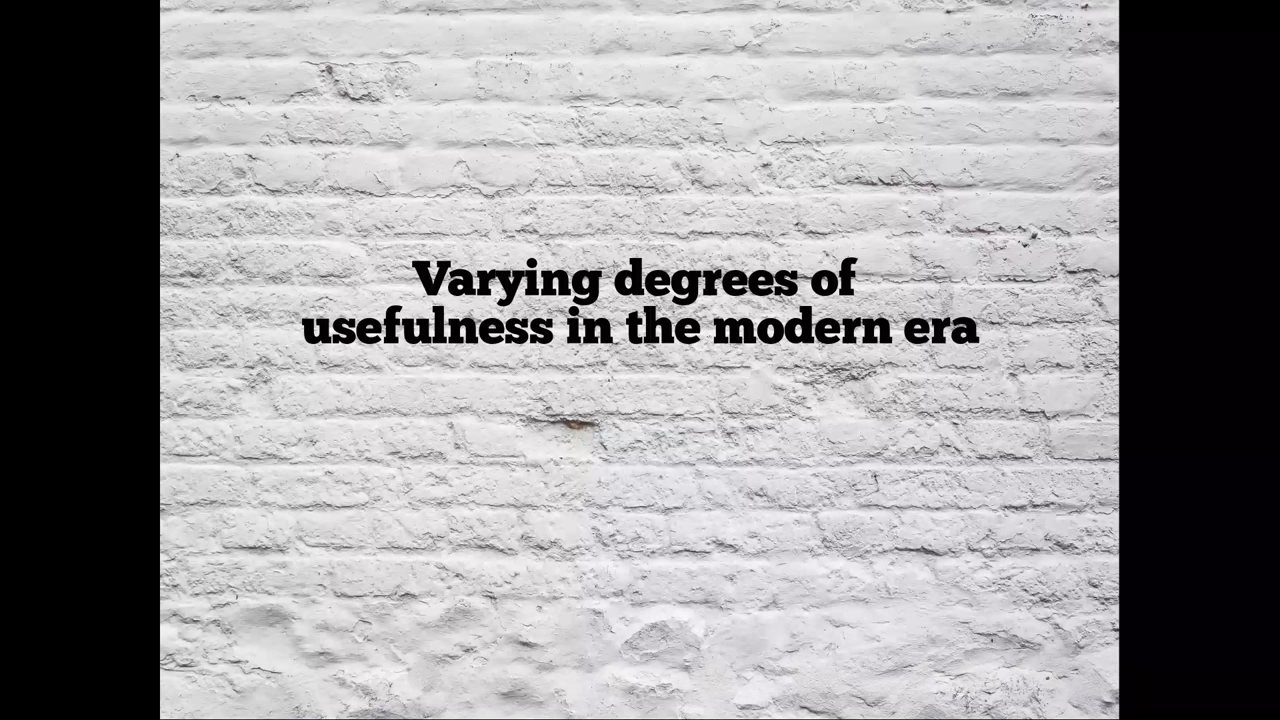 Varying degrees of
usefulness in the modern era